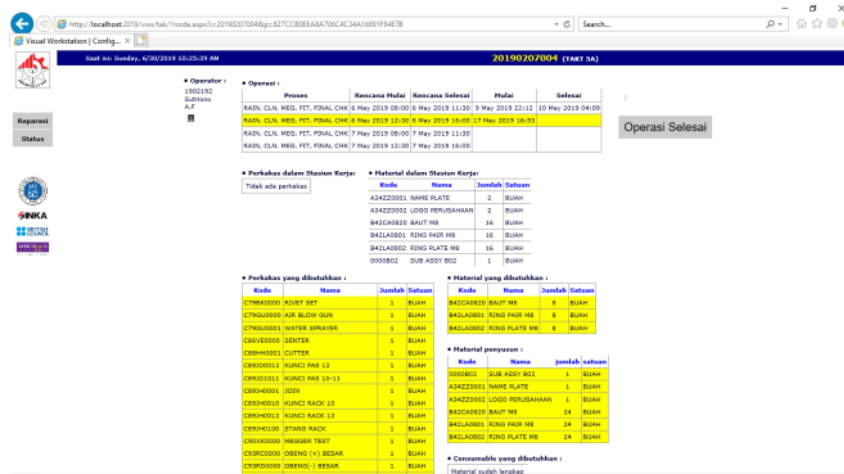 http://localhost:2019/vws/tak/?node.aspx?ic=20190207004&p=827CCB0EEA8A706C4C34A16891F84E7B
Search...
Visual Workstation | Config...
Saat ini: Sunday, 6/30/2019 10:25:39 AM
20190207004 (TAKT 5A)
Reparasi
Status
INKA
BRITISH COUNCIL
• Operator :
1902192
Sutriono
A.F
• Operasi :
Proses Rencana Mulai Rencana Selesai Mulai Selesai
RAIN, CLN, MEG, FIT, FINAL CHK 6 May 2019 08:00 6 May 2019 11:30 9 May 2019 22:12 10 May 2019 04:09
RAIN, CLN, MEG, FIT, FINAL CHK 6 May 2019 12:30 6 May 2019 16:00 17 May 2019 16:53
RAIN, CLN, MEG, FIT, FINAL CHK 7 May 2019 08:00 7 May 2019 11:30
RAIN, CLN, MEG, FIT, FINAL CHK 7 May 2019 12:30 7 May 2019 16:00
Operasi Selesai
• Perkakas dalam Stasiun Kerja:
Tidak ada perkakas
• Material dalam Stasiun Kerja:
Kode Nama Jumlah Satuan
A34ZZ0001 NAME PLATE 2 BUAH
A34ZZ0002 LOGO PERUSAHAAN 2 BUAH
B42CA0820 BAUT M8 16 BUAH
B42LA0801 RING PAIR M8 16 BUAH
B42LA0802 RING PLATE M8 16 BUAH
0000B02 SUB ASSY B02 1 BUAH
• Perkakas yang dibutuhkan :
Kode Nama Jumlah Satuan
C79BK0000 RIVET SET 1 BUAH
C79GU0000 AIR BLOW GUN 1 BUAH
C79GU0001 WATER SPRAYER 1 BUAH
C86VE0000 SENTER 1 BUAH
C88HH0001 CUTTER 1 BUAH
C89JD0013 KUNCI PAS 13 1 BUAH
C89JD1011 KUNCI PAS 10-11 1 BUAH
C89JH0001 JOIN 1 BUAH
C89JH0010 KUNCI RACK 10 1 BUAH
C89JH0013 KUNCI RACK 13 1 BUAH
C89JH0100 STANG RACK 1 BUAH
C90XK0000 MEGGER TEST 1 BUAH
C93RC0000 OBENG (+) BESAR 1 BUAH
C93RD0000 OBENG(-) BESAR 1 BUAH
• Material yang dibutuhkan :
Kode Nama Jumlah Satuan
B42CA0820 BAUT M8 8 BUAH
B42LA0801 RING PAIR M8 8 BUAH
B42LA0802 RING PLATE M8 8 BUAH
• Material penyusun :
Kode Nama jumlah satuan
0000B02 SUB ASSY B02 1 BUAH
A34ZZ0001 NAME PLATE 1 BUAH
A34ZZ0002 LOGO PERUSAHAAN 1 BUAH
B42CA0820 BAUT M8 24 BUAH
B42LA0801 RING PAIR M8 24 BUAH
B42LA0802 RING PLATE M8 24 BUAH
• Consumable yang dibutuhkan :
Material sudah lengkap